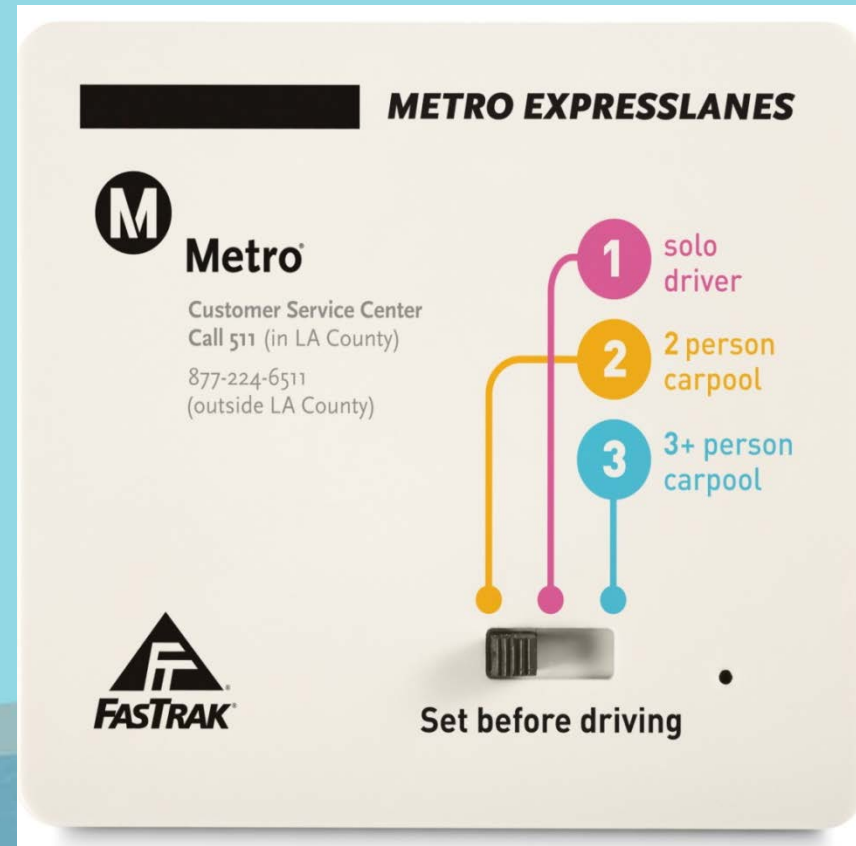 METRO EXPRESSLANES
M
Metro
Customer Service Center
Call 511 (in LA County)
877-224-6511
(outside LA County)
1 solo
driver
2 2 person
carpool
3 3+ person
carpool
FT
FASTRAK
Set before driving